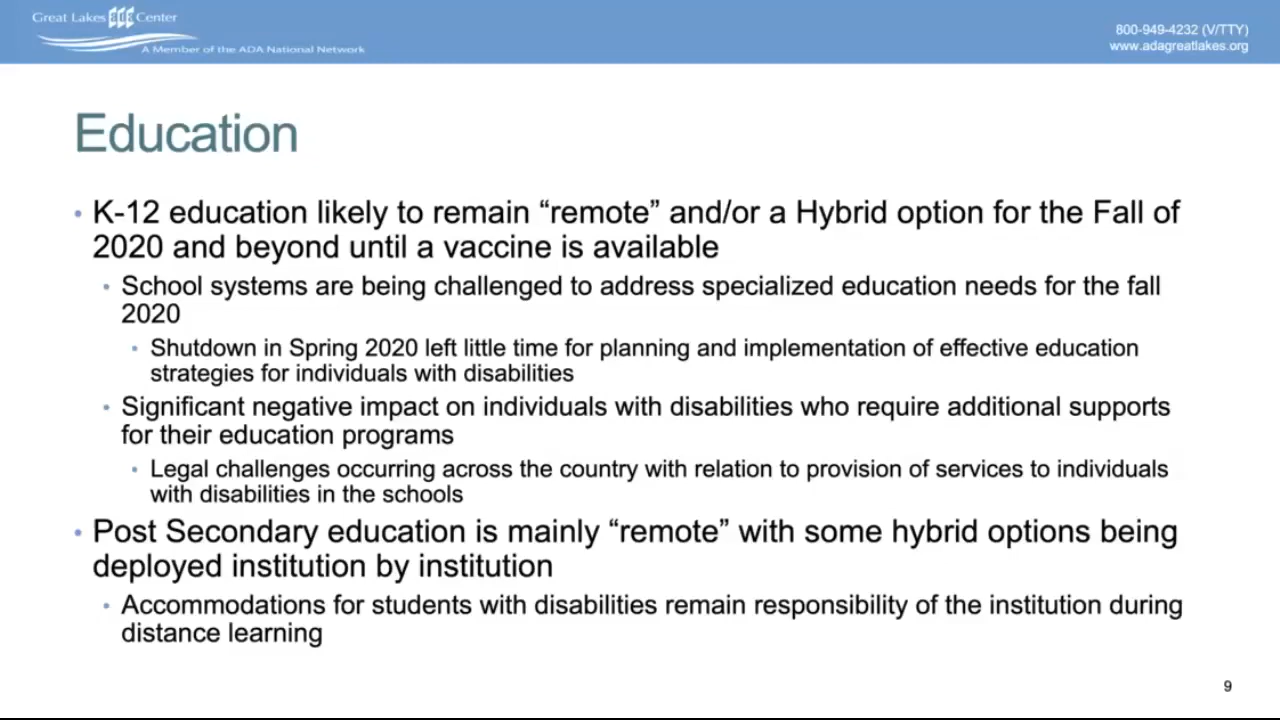 Great Lakes ada Center
A Member of the ADA National Network
800-949-4232 (V/TTY)
www.adagreatlakes.org
Education
• K-12 education likely to remain “remote” and/or a Hybrid option for the Fall of
2020 and beyond until a vaccine is available
• School systems are being challenged to address specialized education needs for the fall
2020
• Shutdown in Spring 2020 left little time for planning and implementation of effective education
strategies for individuals with disabilities
• Significant negative impact on individuals with disabilities who require additional supports
for their education programs
• Legal challenges occurring across the country with relation to provision of services to individuals
with disabilities in the schools
• Post Secondary education is mainly “remote” with some hybrid options being
deployed institution by institution
• Accommodations for students with disabilities remain responsibility of the institution during
distance learning
9